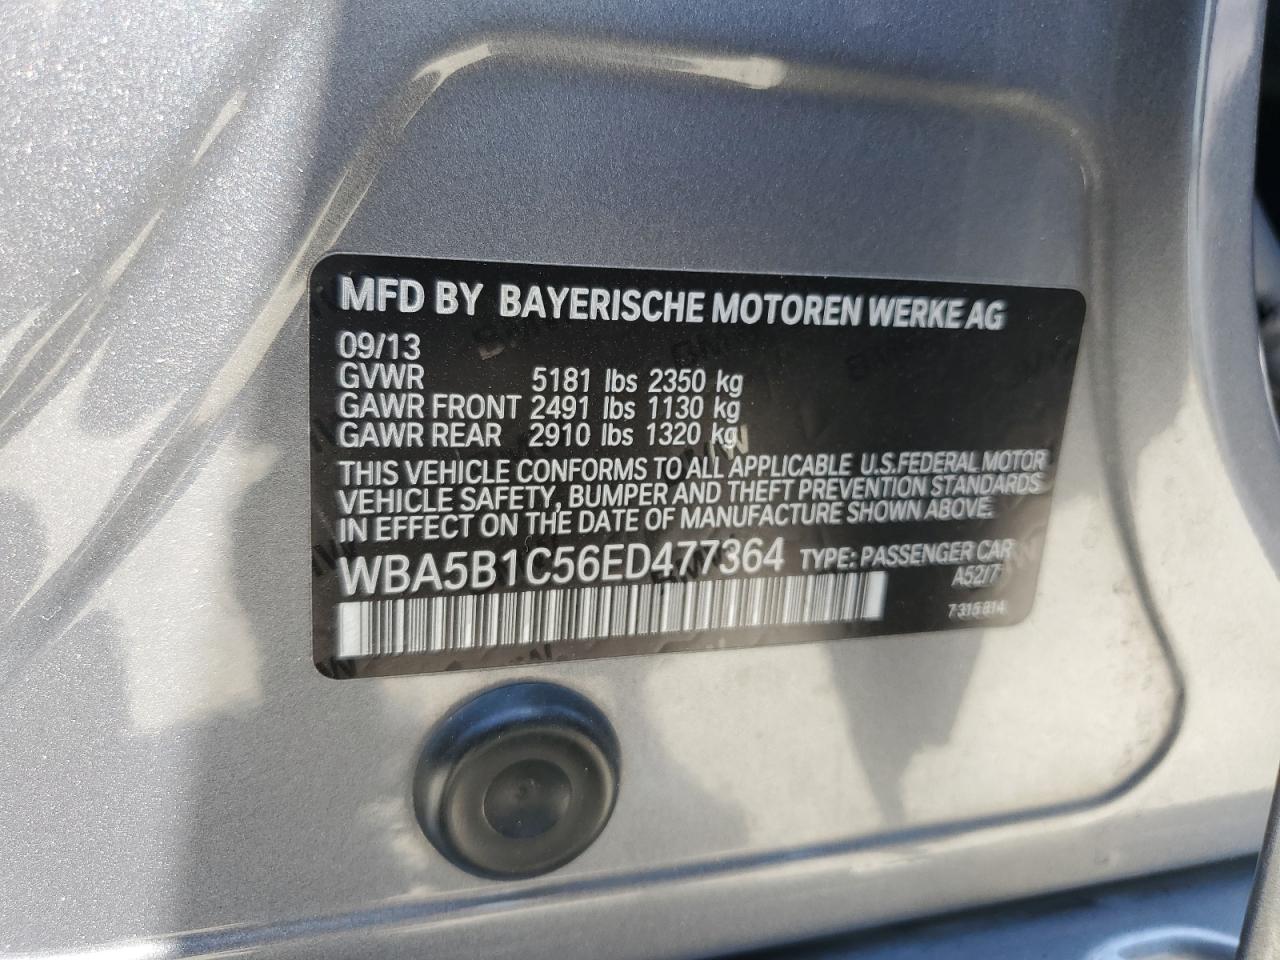 MFD BY BAYERISCHE MOTOREN WERKE AG
09/13
GVWR 5181 lbs 2350 kg
GAWR FRONT 2491 lbs 1130 kg
GAWR REAR 2910 lbs 1320 kg
THIS VEHICLE CONFORMS TO ALL APPLICABLE U.S.FEDERAL MOTOR
VEHICLE SAFETY, BUMPER AND THEFT PREVENTION STANDARDS
IN EFFECT ON THE DATE OF MANUFACTURE SHOWN ABOVE.
WBA5B1C56ED477364 TYPE: PASSENGER CAR
A52/7
7 315 814